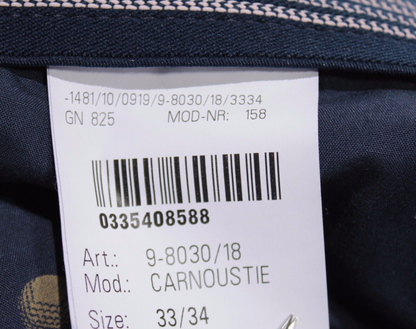 -1481/10/0919/9-8030/18/3334
GN 825 MOD-NR: 158
0335408588
Art.: 9-8030/18
Mod.: CARNOUSTIE
Size: 33/34